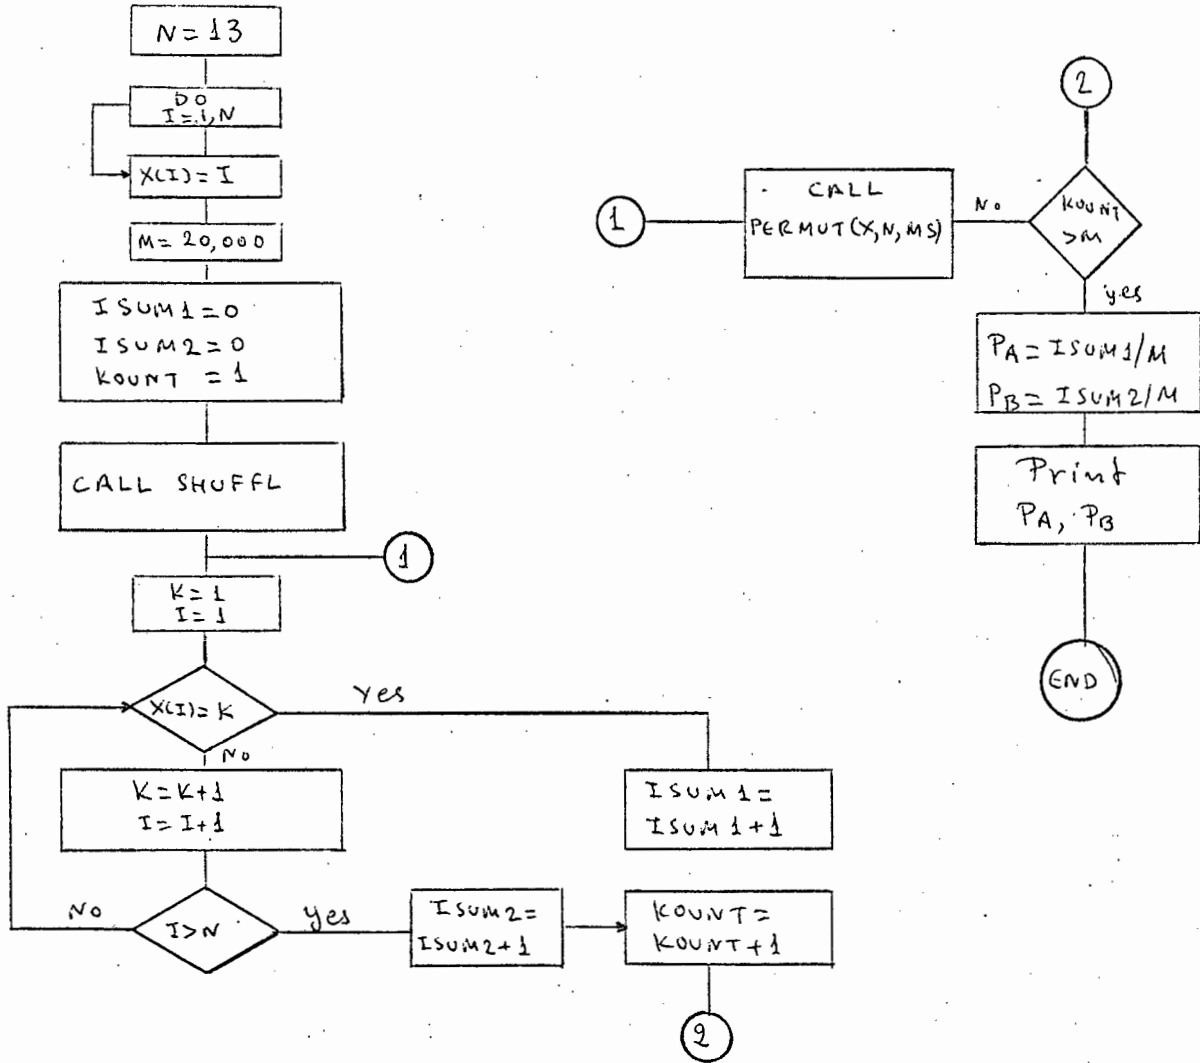 N=13
DO
I=1,N
X(I)=I
M=20,000
ISUM1=0
ISUM2=0
KOUNT =1
CALL SHUFFL
1
K=1
I=1
X(I)=K
Yes
No
K=K+1
I=I+1
ISUM1=
ISUM1+1
I>N
No
Yes
ISUM2=
ISUM2+1
KOUNT=
KOUNT+1
2
2
1
CALL
PERMUT(X,N,MS)
No
KOUNT
>M
yes
PA=ISUM1/M
PB=ISUM2/M
Print
PA, PB
END